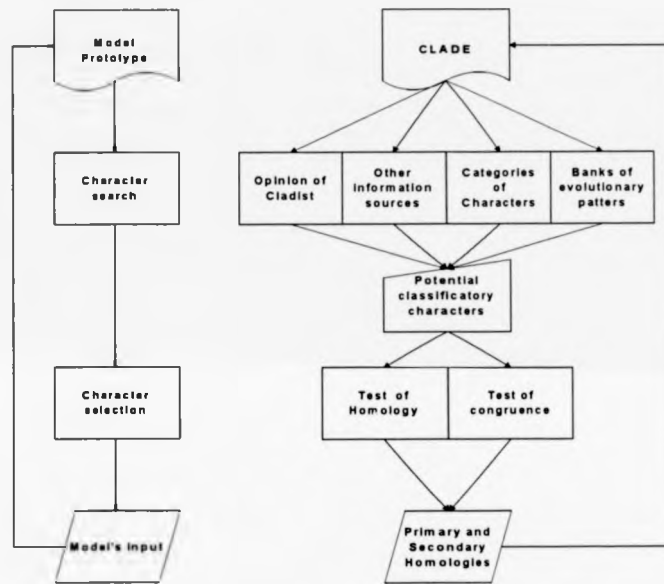 Model
Prototype
CLADE
Character
search
Opinion of
Cladist
Other
information
sources
Categories
of
Characters
Banks of
evolutionary
patters
Potential
classificatory
characters
Character
selection
Test of
Homology
Test of
congruence
Model's input
Primary and
Secondary
Homologies